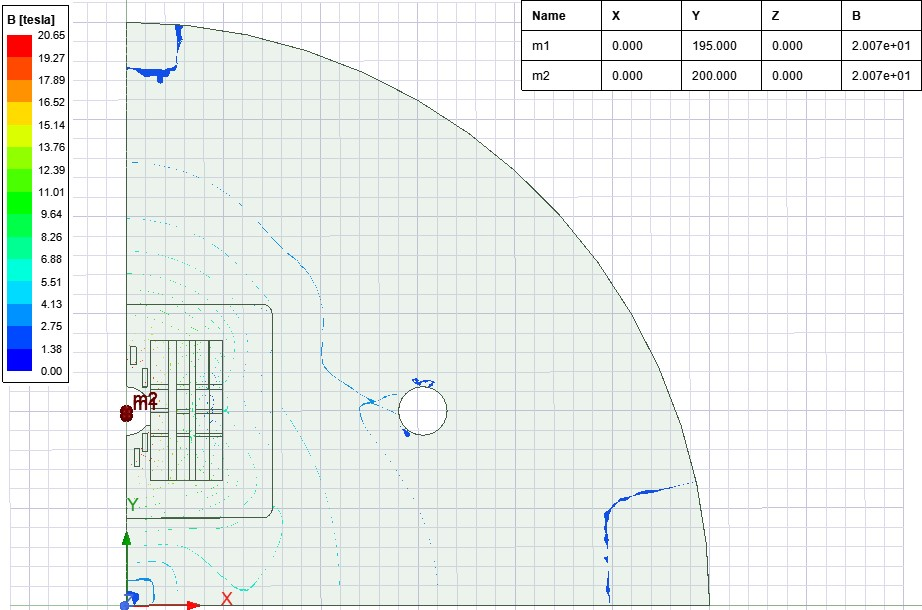 B [tesla]
20.65
19.27
17.89
16.52
15.14
13.76
12.39
11.01
9.64
8.26
6.88
5.51
4.13
2.75
1.38
0.00
Name X Y Z B
m1 0.000 195.000 0.000 2.007e+01
m2 0.000 200.000 0.000 2.007e+01
m2
m1
Y
X